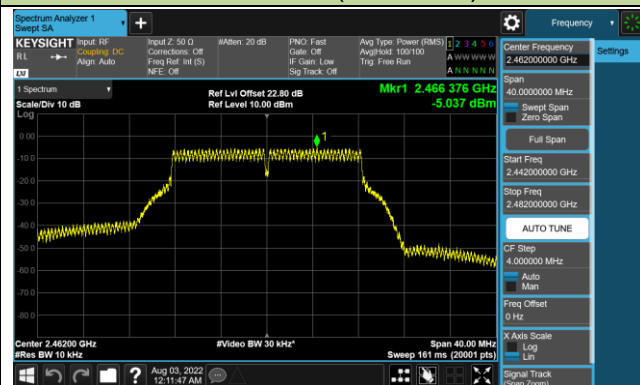 Spectrum Analyzer 1
Swept SA
Frequency
KEYSIGHT
RL
LXI
Input: RF
Coupling: DC
Align: Auto
Input Z: 50 Ω
Corrections: Off
Freq Ref: Int (S)
NFE: Off
#Atten: 20 dB
PNO: Fast
Gate: Off
IF Gain: Low
Sig Track: Off
Avg Type: Power (RMS)
Avg|Hold: 100/100
Trig: Free Run
1 2 3 4 5 6
A W W W W W
A N N N N N
1 Spectrum
Scale/Div 10 dB
Log
Ref Lvl Offset 22.80 dB
Ref Level 10.00 dBm
Mkr1 2.466 376 GHz
-5.037 dBm
0.00
-10.0
-20.0
-30.0
-40.0
-50.0
-60.0
-70.0
-80.0
1
Center 2.46200 GHz
#Res BW 10 kHz
#Video BW 30 kHz*
Span 40.00 MHz
Sweep 161 ms (20001 pts)
Aug 03, 2022
12:11:47 AM
Center Frequency
2.462000000 GHz
Settings
Span
40.0000000 MHz
Swept Span
Zero Span
Full Span
Start Freq
2.442000000 GHz
Stop Freq
2.482000000 GHz
AUTO TUNE
CF Step
4.000000 MHz
Auto
Man
Freq Offset
0 Hz
X Axis Scale
Log
Lin
Signal Track
(Span Zoom)